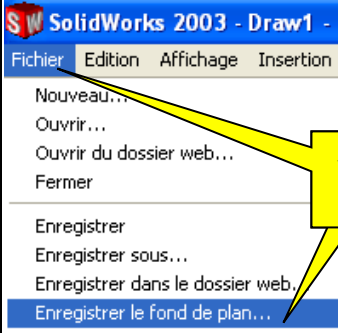 SolidWorks 2003 - Draw1 -
Fichier Edition Affichage Insertion
Nouveau...
Ouvrir...
Ouvrir du dossier web...
Fermer
Enregistrer
Enregistrer sous...
Enregistrer dans le dossier web.
Enregistrer le fond de plan...